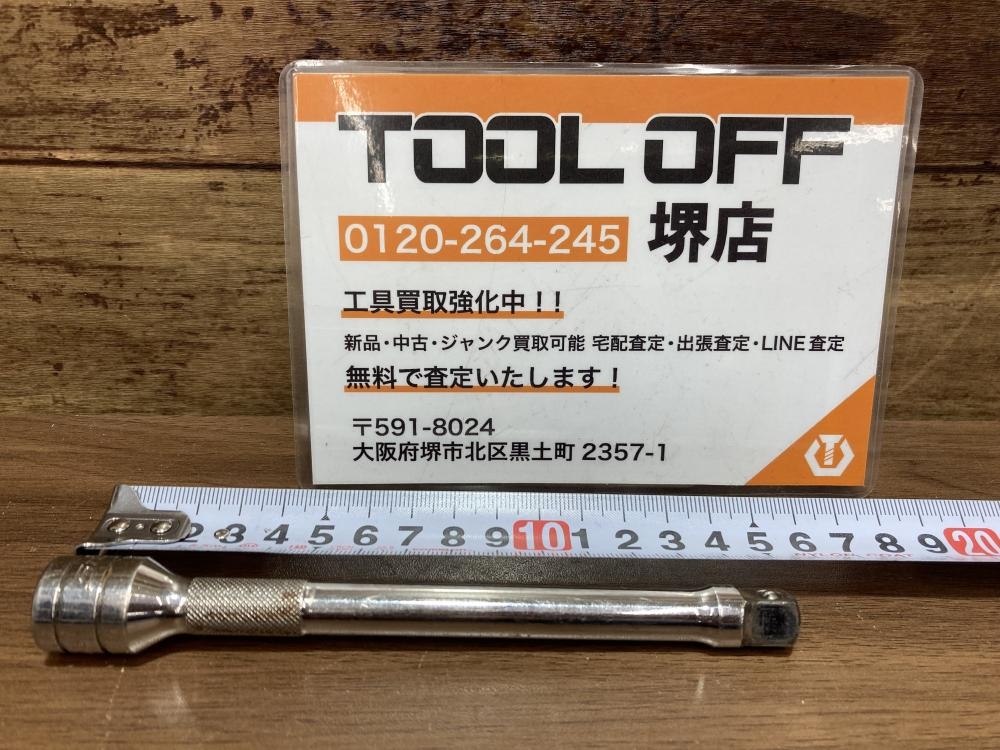 TOOL OFF
0120-264-245 堺店
工具買取強化中!!
新品・中古・ジャンク買取可能 宅配査定・出張査定・LINE査定
無料で査定いたします!
〒591-8024
大阪府堺市北区黒土町 2357-1
2 3 4 5 6 7 8 9 10 1 2 3 4 5 6 7 8 9 20
NYLON COAT